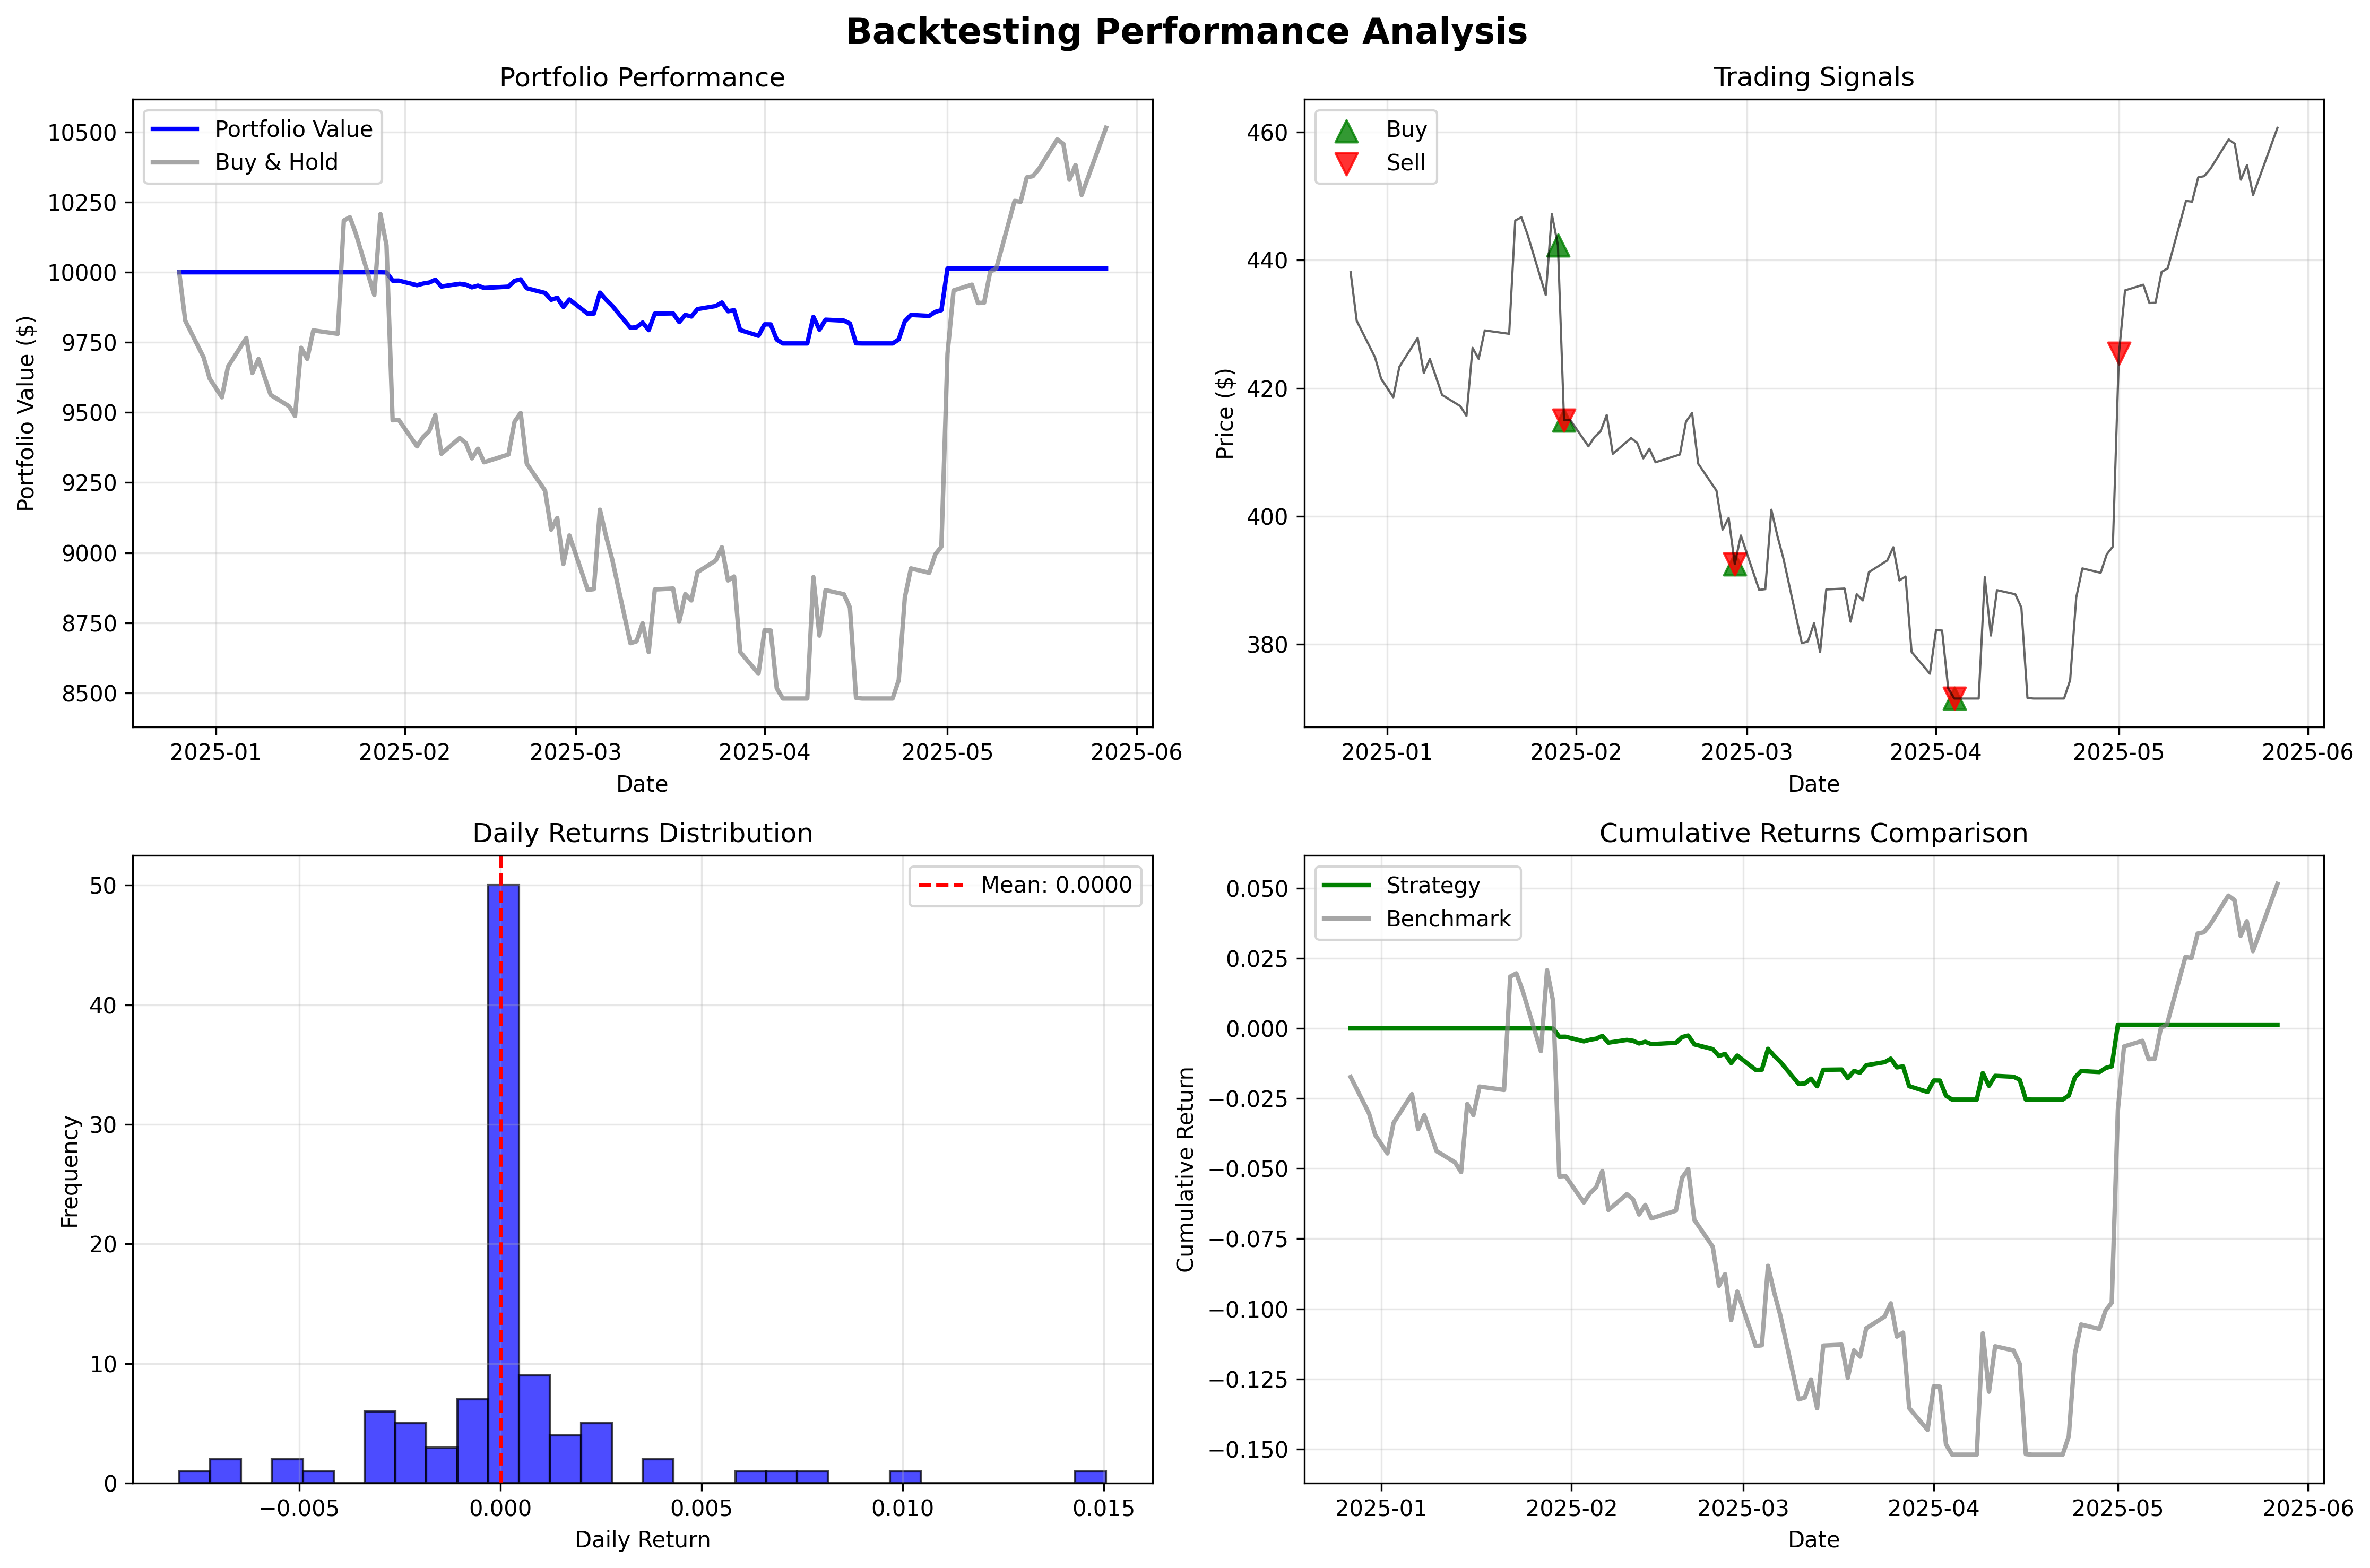 Backtesting Performance Analysis
Portfolio Performance
Portfolio Value
Buy & Hold
10500
10250
10000
9750
9500
9250
9000
8750
8500
Portfolio Value ($)
2025-01 2025-02 2025-03 2025-04 2025-05 2025-06
Date
Trading Signals
Buy
Sell
460
440
420
400
380
Price ($)
2025-01 2025-02 2025-03 2025-04 2025-05 2025-06
Date
Daily Returns Distribution
Mean: 0.0000
50
40
30
20
10
0
Frequency
−0.005 0.000 0.005 0.010 0.015
Daily Return
Cumulative Returns Comparison
Strategy
Benchmark
0.050
0.025
0.000
−0.025
−0.050
−0.075
−0.100
−0.125
−0.150
Cumulative Return
2025-01 2025-02 2025-03 2025-04 2025-05 2025-06
Date